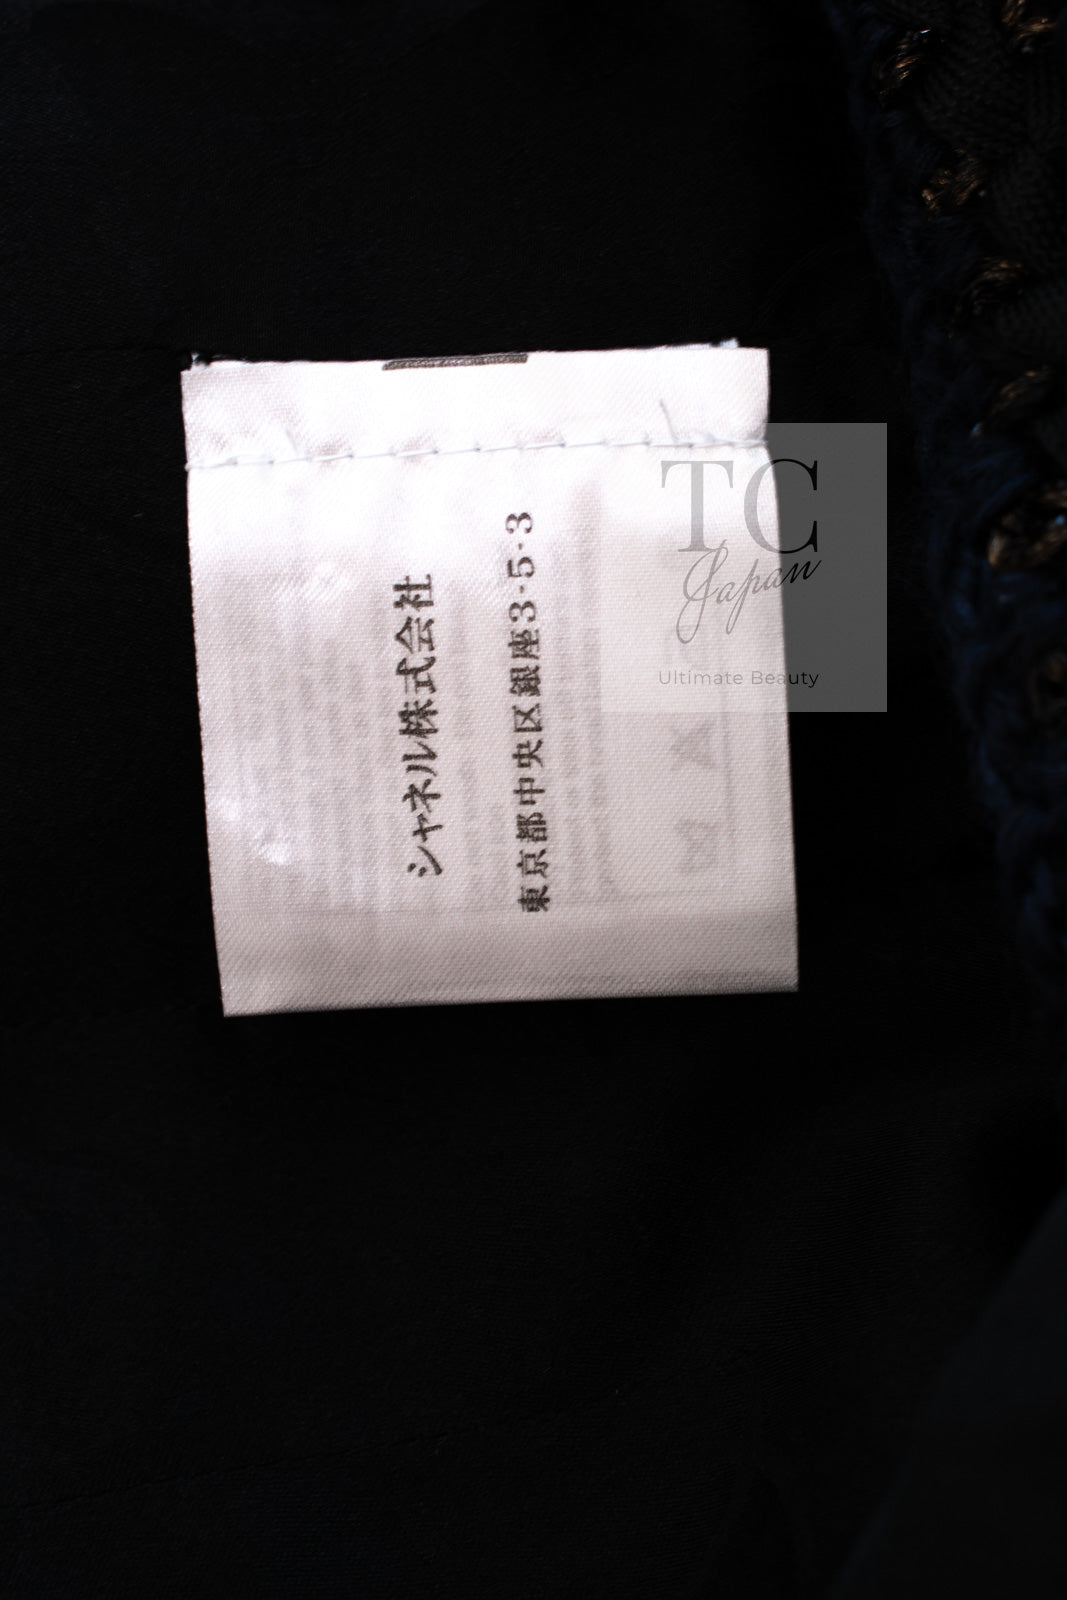 シャネル株式会社
東京都中央区銀座3-5-3
TC
Japan
Ultimate Beauty